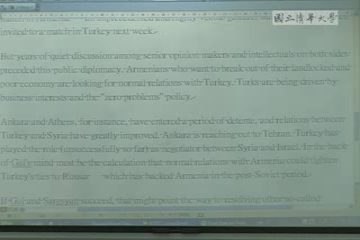 國立清華大學
invited to a match in Turkey next week.
But years of quiet discussion among senior opinion makers and intellectuals on both sides
preceded this public diplomacy. Armenians who want to break out of their landlocked and
poor economy are looking for normal relations with Turkey. Turks are being driven by
business interests and the "zero problems" policy.
Ankara and Athens, for instance, have entered a period of detente, and relations between
Turkey and Syria have greatly improved. Ankara is reaching out to Tehran. Turkey has
played the role (unsuccessfully so far) as negotiator between Syria and Israel. In the back
of Gul's mind must be the calculation that normal relations with Armenia could tighten
Turkey's ties to Russia which has backed Armenia in the post-Soviet period.
If Gul and Sargsyan succeed, that might point the way to resolving other so-called